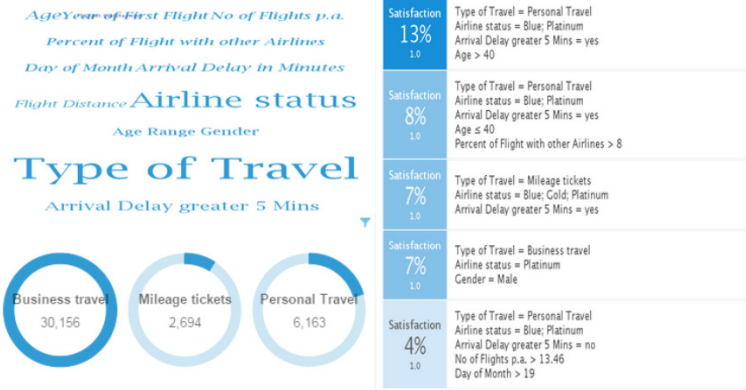 Age Year of First Flight No of Flights p.a.
Percent of Flight with other Airlines
Day of Month Arrival Delay in Minutes
Flight Distance Airline status
Age Range Gender
Type of Travel
Arrival Delay greater 5 Mins
Business travel
30,156
Mileage tickets
2,694
Personal Travel
6,163
Satisfaction
13%
1.0
Type of Travel = Personal Travel
Airline status = Blue; Platinum
Arrival Delay greater 5 Mins = yes
Age > 40
Satisfaction
8%
1.0
Type of Travel = Personal Travel
Airline status = Blue; Platinum
Arrival Delay greater 5 Mins = yes
Age ≤ 40
Percent of Flight with other Airlines > 8
Satisfaction
7%
1.0
Type of Travel = Mileage tickets
Airline status = Blue; Gold; Platinum
Arrival Delay greater 5 Mins = yes
Satisfaction
7%
1.0
Type of Travel = Business travel
Airline status = Platinum
Gender = Male
Satisfaction
4%
1.0
Type of Travel = Personal Travel
Airline status = Blue; Platinum
Arrival Delay greater 5 Mins = no
No of Flights p.a. > 13.46
Day of Month > 19